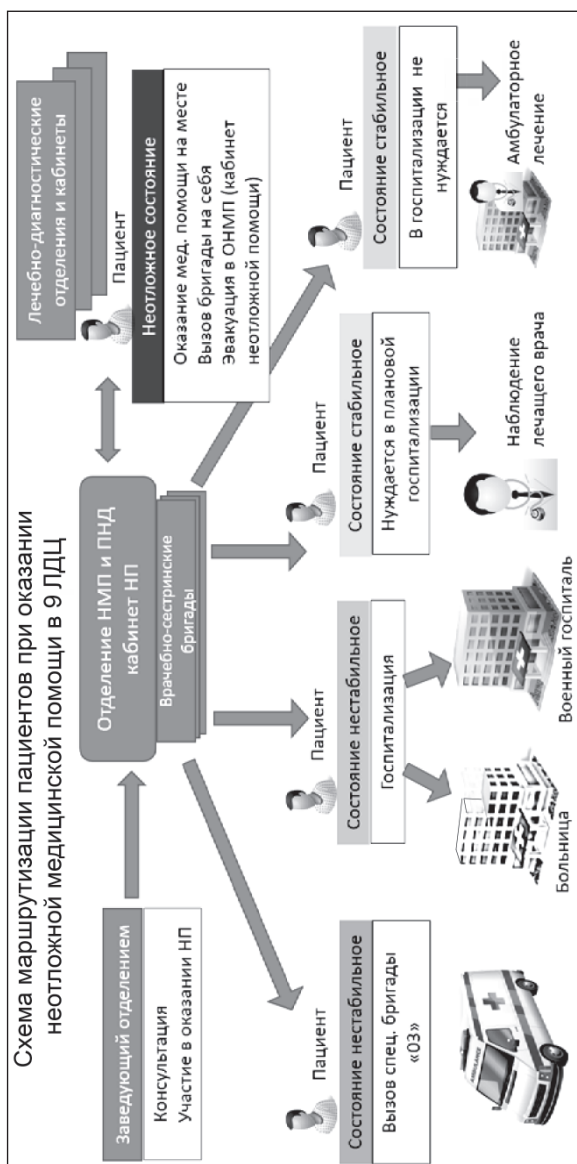 Схема маршрутизации пациентов при оказании
неотложной медицинской помощи в 9 ЛДЦ
Заведующий отделением
Консультация
Участие в оказании НП
Отделение НМП и ПНД
кабинет НП
Врачебно-сестринские
бригады
Лечебно-диагностические
отделения и кабинеты
Пациент
Неотложное состояние
Оказание мед. помощи на месте
Вызов бригады на себя
Эвакуация в ОНМП (кабинет
неотложной помощи)
Пациент
Состояние нестабильное
Вызов спец. бригады
«03»
AMBULANCE
Пациент
Состояние нестабильное
Госпитализация
Больница
Военный госпиталь
Пациент
Состояние стабильное
Нуждается в плановой
госпитализации
Наблюдение
лечащего врача
Пациент
Состояние стабильное
В госпитализации не
нуждается
Амбулаторное
лечение